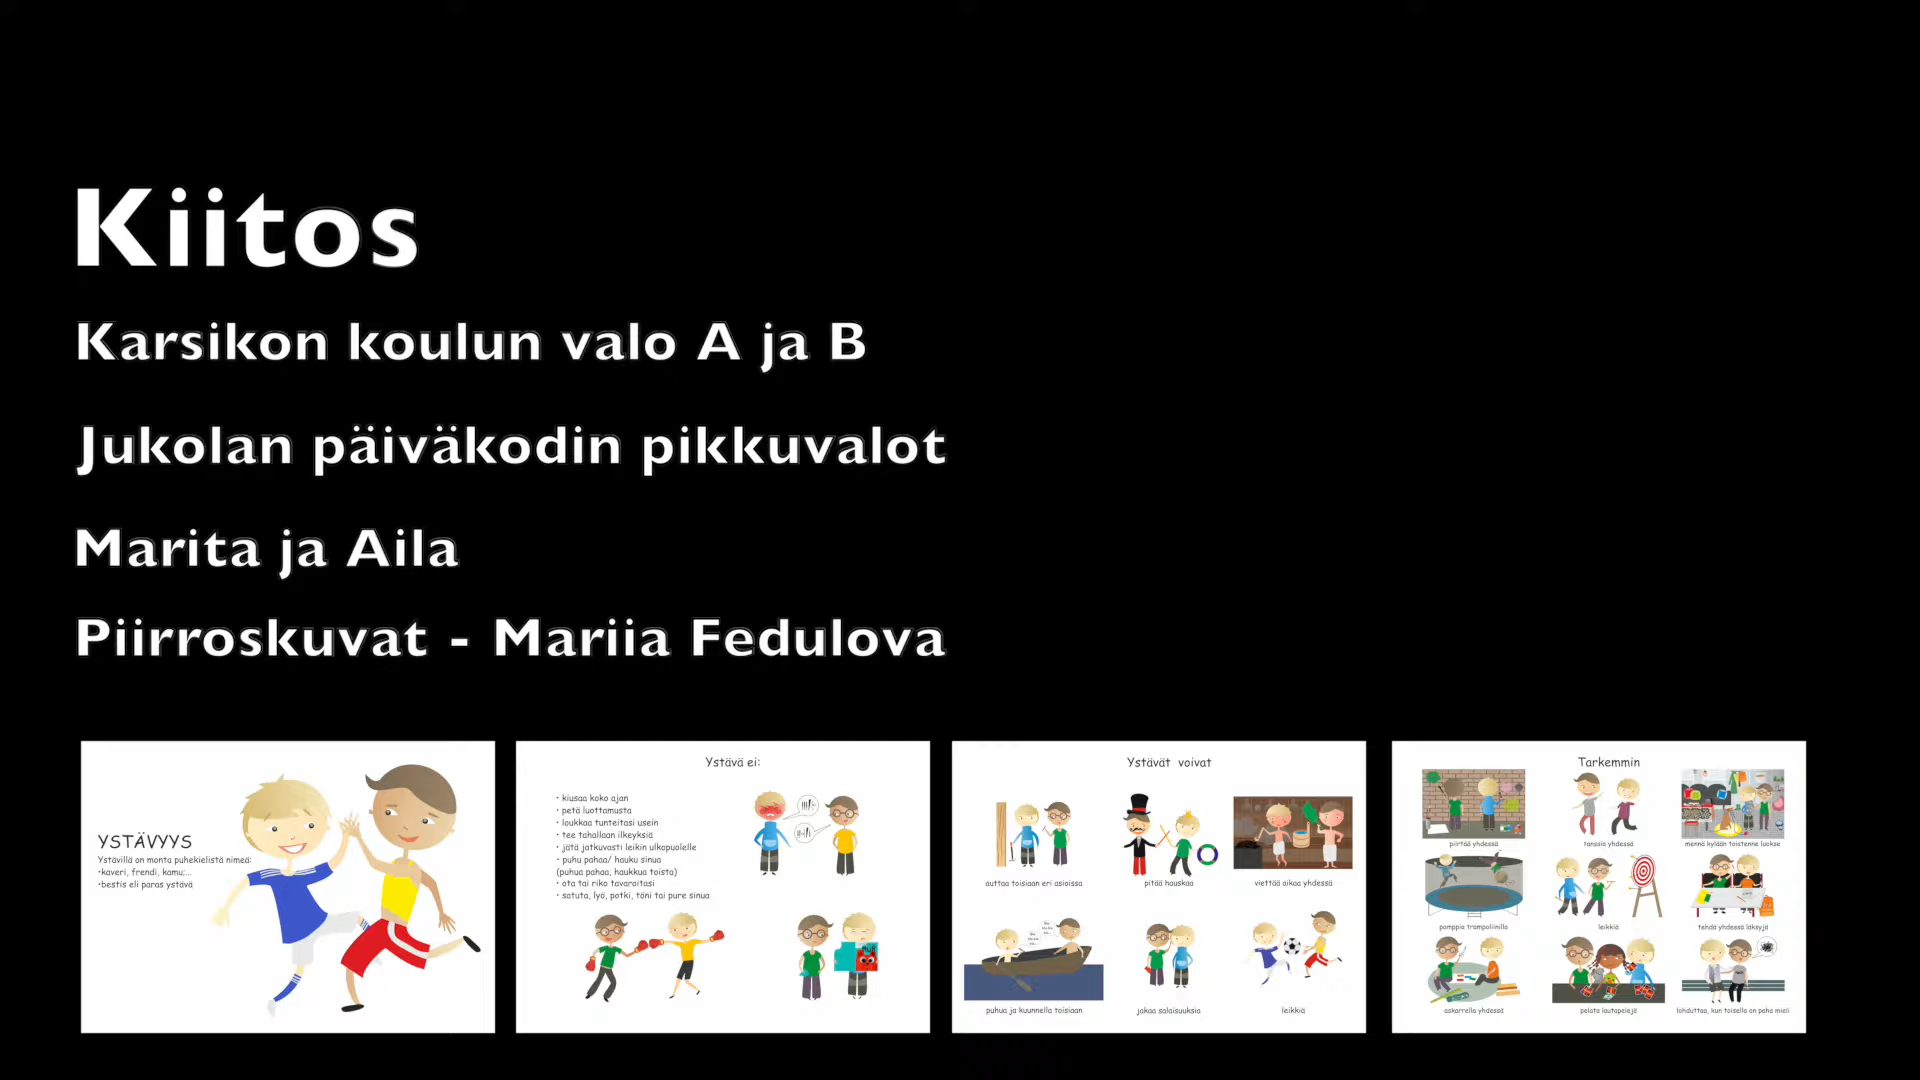 Kiitos
Karsikon koulun valo A ja B
Jukolan päiväkodin pikkuvalot
Marita ja Aila
Piirroskuvat - Mariia Fedulova
YSTÄVYYS
Ystävillä on monta puhekielistä nimeä:
•kaveri, frendi, kamu;...
•bestis eli paras ystävä
Ystävä ei:
• kiusaa koko ajan
• petä luottamusta
• loukkaa tunteitasi usein
• tee tahallaan ilkeyksiä
• jätä jatkuvasti leikin ulkopuolelle
• puhu pahaa/ hauku sinua
(puhua pahaa, haukkua toista)
• ota tai riko tavaroitasi
• satuta, lyö, potki, töni tai pure sinua
Ystävät voivat
auttaa toisiaan eri asioissa
pitää hauskaa
viettää aikaa yhdessä
puhua ja kuunnella toisiaan
jakaa salaisuuksia
leikkiä
Tarkemmin
piirtää yhdessä
tanssia yhdessä
mennä kylään toistenne luokse
pomppia trampoliinilla
leikkiä
tehdä yhdessä läksyjä
askarrella yhdessä
pelata lautapelejä
lohduttaa, kun toisella on paha mieli